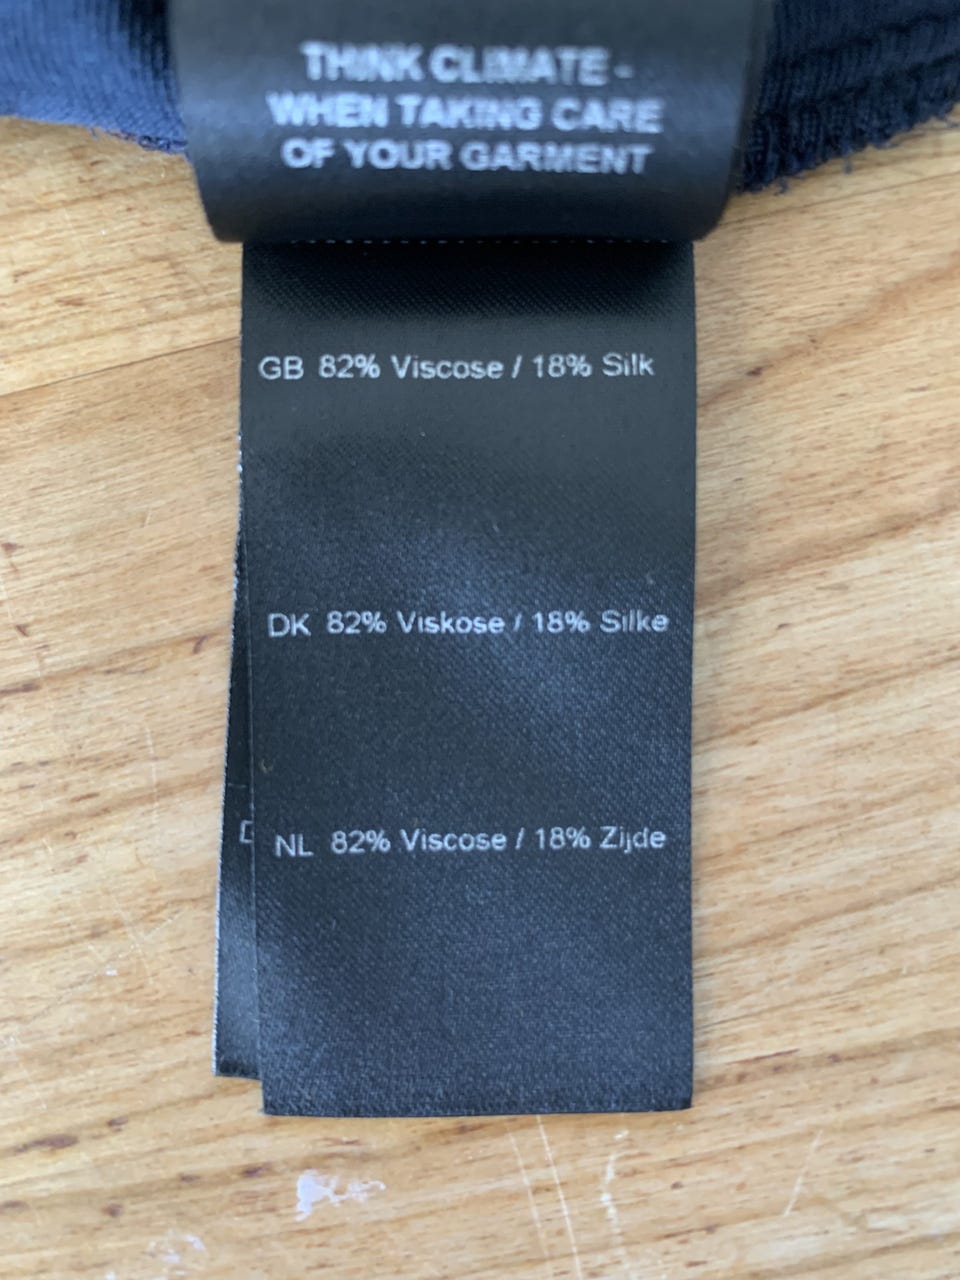 THINK CLIMATE -
WHEN TAKING CARE
OF YOUR GARMENT
GB 82% Viscose / 18% Silk
DK 82% Viskose / 18% Silke
NL 82% Viscose / 18% Zijde